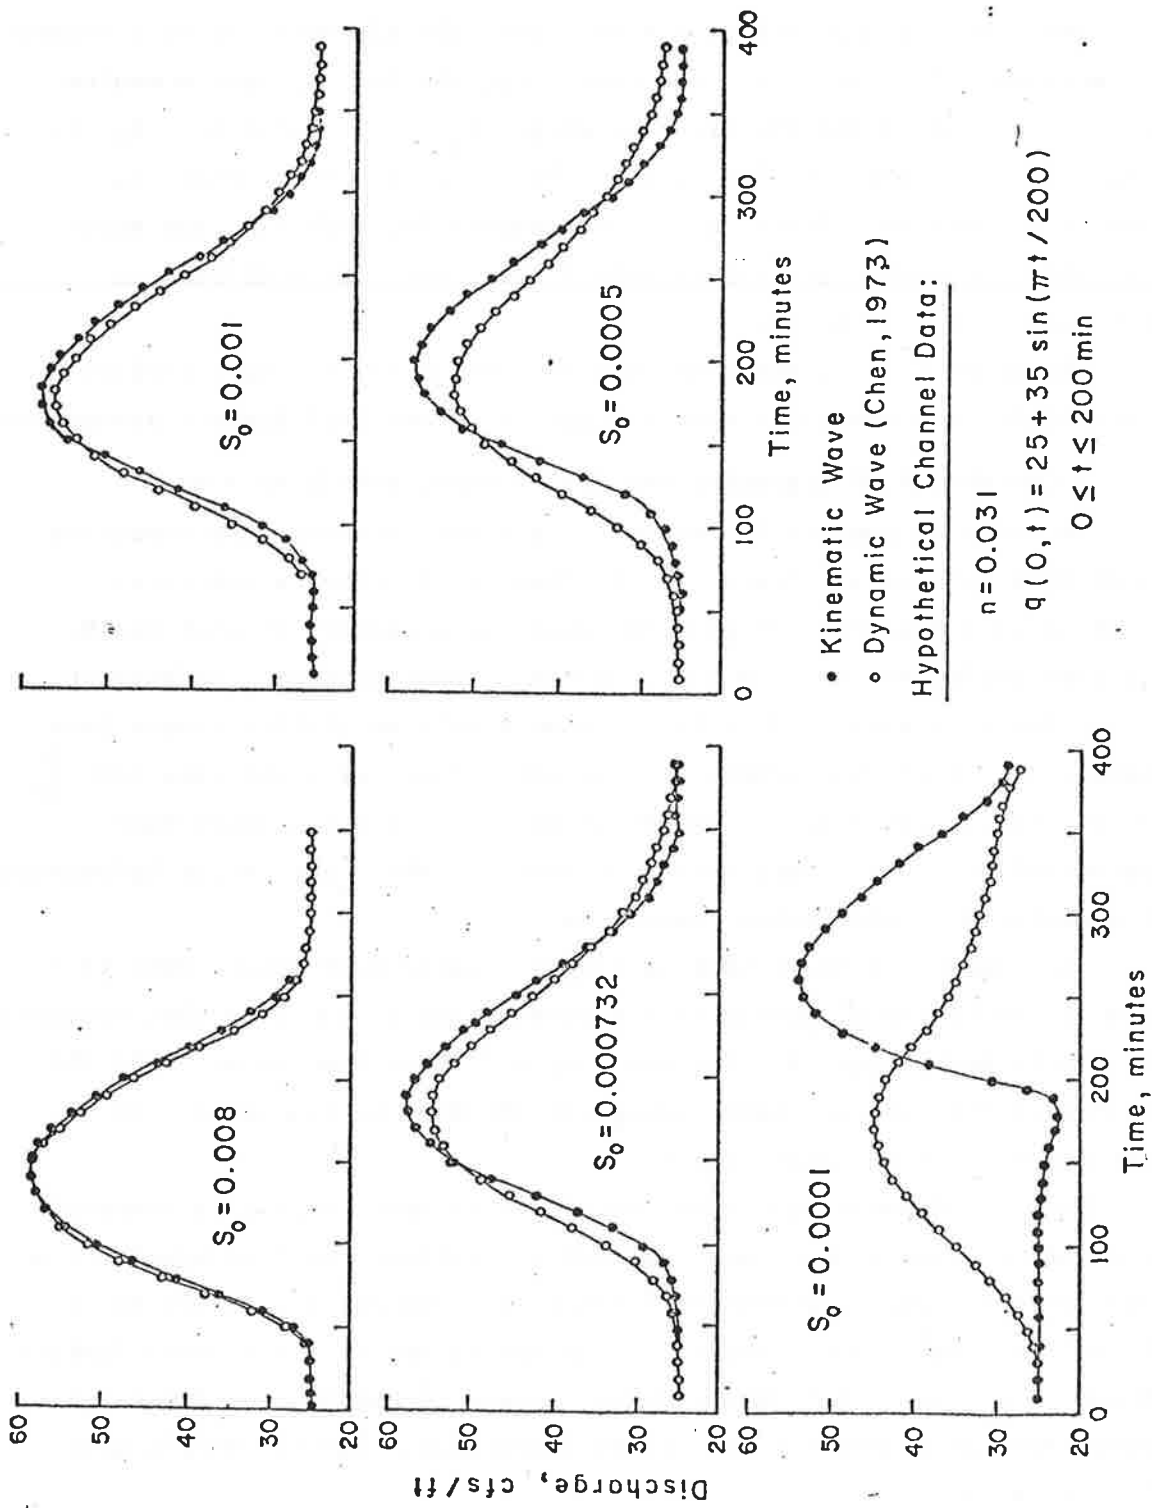 60
50
40
30
20
S₀ = 0.008
S₀ = 0.001
60
50
40
30
20
S₀ = 0.000732
S₀ = 0.0005
0
100
200
300
400
Time, minutes
60
50
40
30
20
S₀ = 0.0001
0
100
200
300
400
Time, minutes
Discharge, cfs/ft
• Kinematic Wave
○ Dynamic Wave (Chen, 1973)
Hypothetical Channel Data:
n = 0.031
q (0, t) = 25 + 35 sin (πt / 200)
0 ≤ t ≤ 200 min